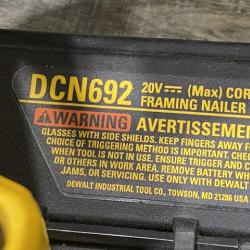 DCN692
20V⎓ (Max) COR
FRAMING NAILER
WARNING AVERTISSEMEN
GLASSES WITH SIDE SHIELDS. KEEP FINGERS AWAY F
CHOICE OF TRIGGERING METHOD IS IMPORTANT.
WHEN TOOL IS NOT IN USE. ENSURE TRIGGER AND C
OR OTHERS IN WORK AREA. REMOVE BATTERY WH
JAMS, OR SERVICING. USE ONLY WITH DEWALT
DEWALT INDUSTRIAL TOOL CO., TOWSON, MD 21286 USA